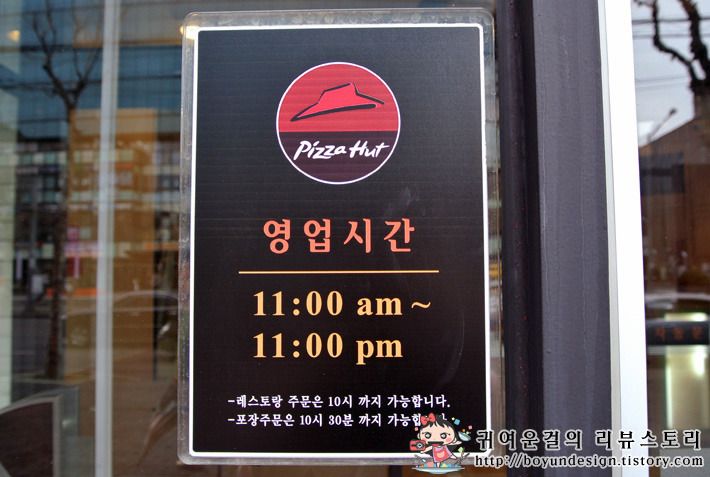 Pizza Hut
영업시간
11:00 am ~
11:00 pm
-레스토랑 주문은 10시 까지 가능합니다.
-포장주문은 10시 30분 까지 가능합
자동문
귀여운걸의 리뷰스토리
http://boyundesign.tistory.com